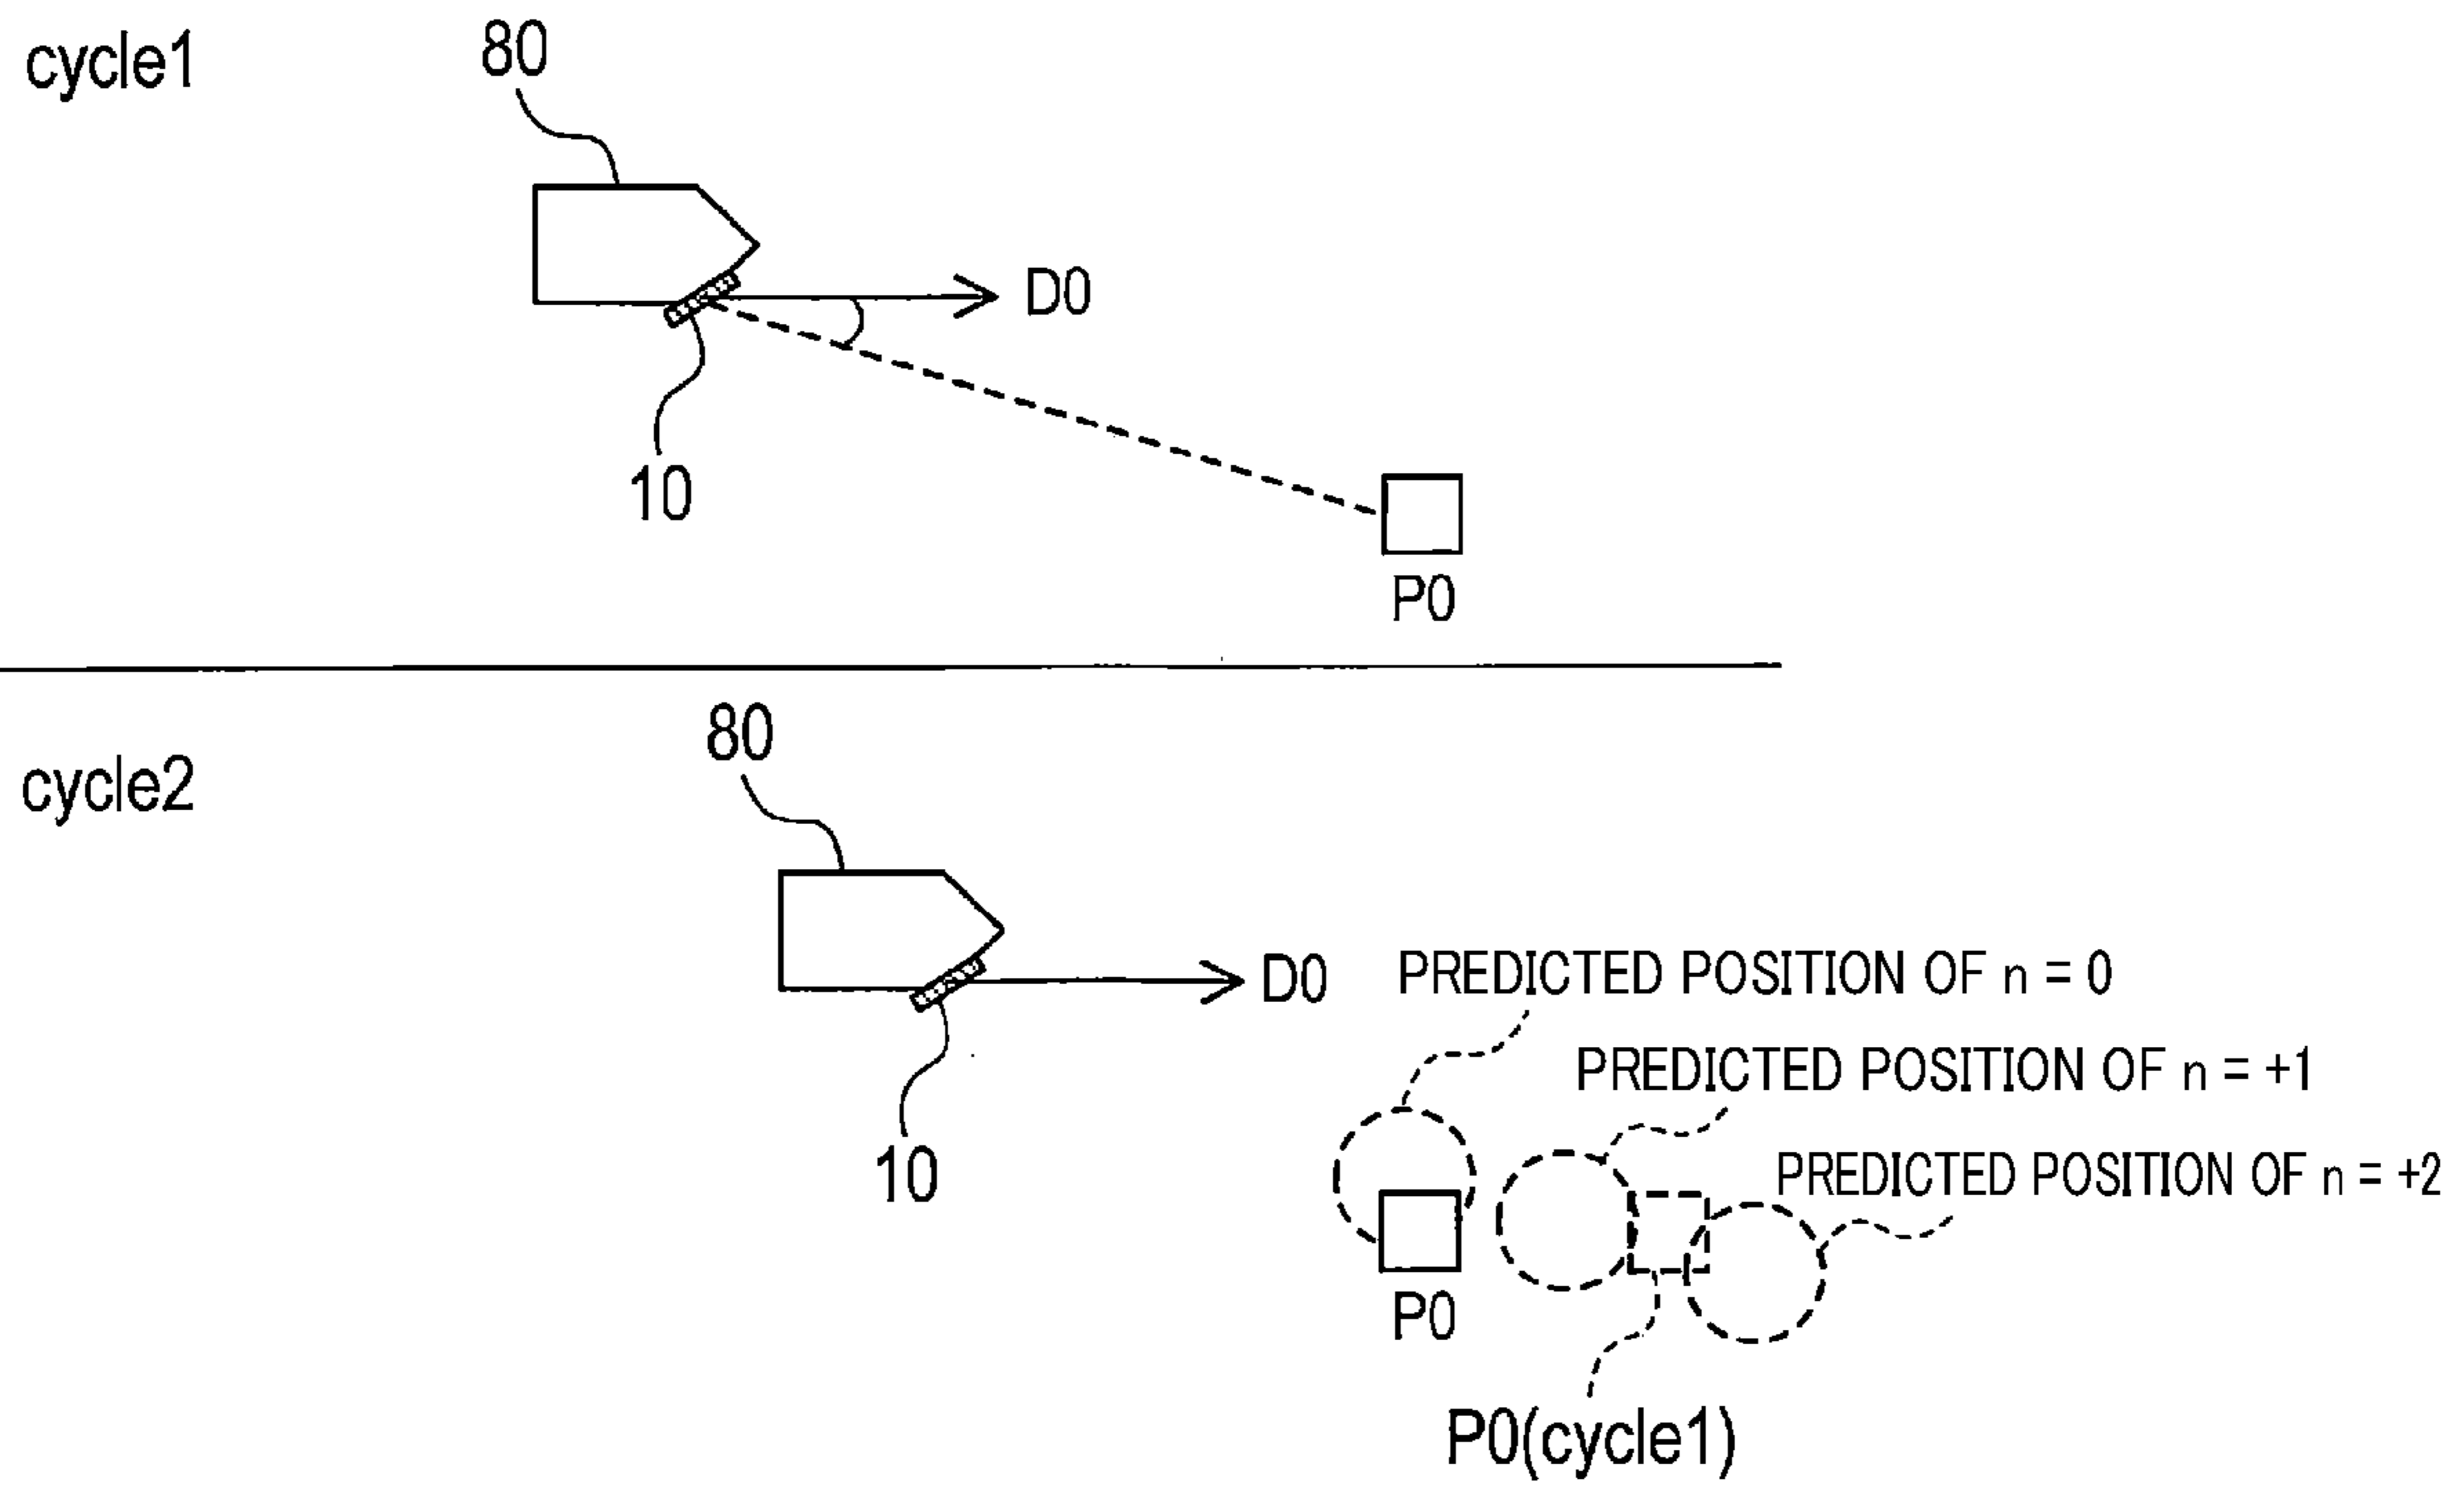 cycle1
80
D0
10
P0
cycle2
80
D0
PREDICTED POSITION OF n = 0
PREDICTED POSITION OF n = +1
PREDICTED POSITION OF n = +2
10
P0
P0(cycle1)